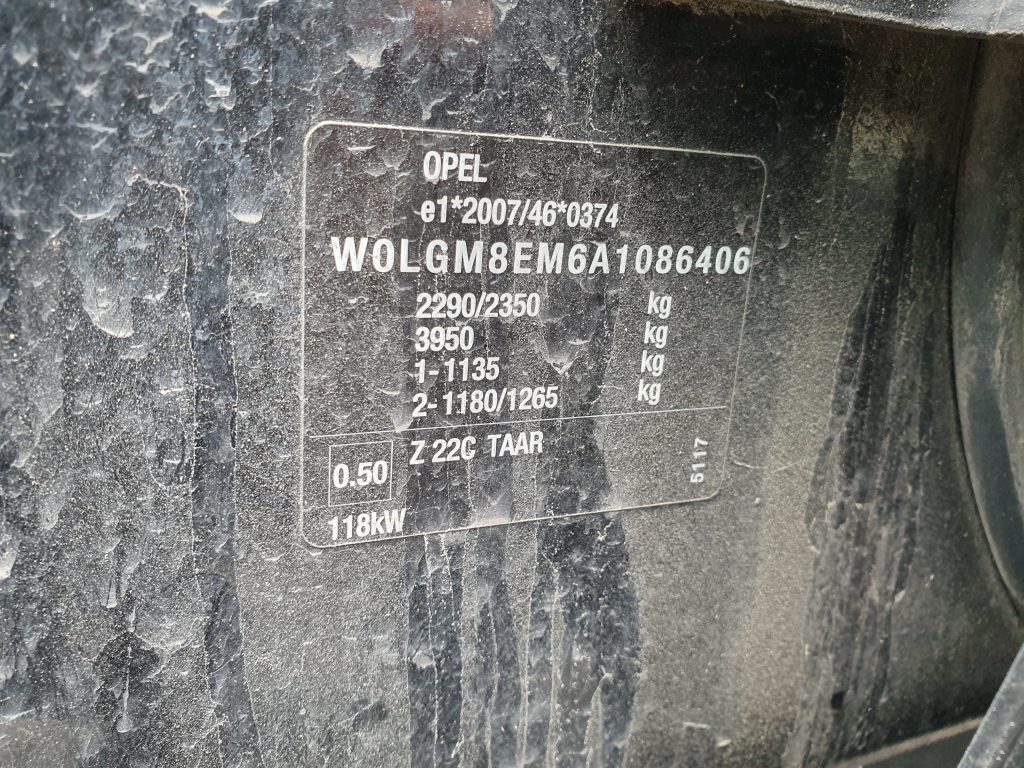 OPEL
e1*2007/46*0374
W0LGM8EM6A1086406
2290/2350 kg
3950 kg
1-1135 kg
2-1180/1265 kg
0.50 Z 22C TAAR 5117
118kW